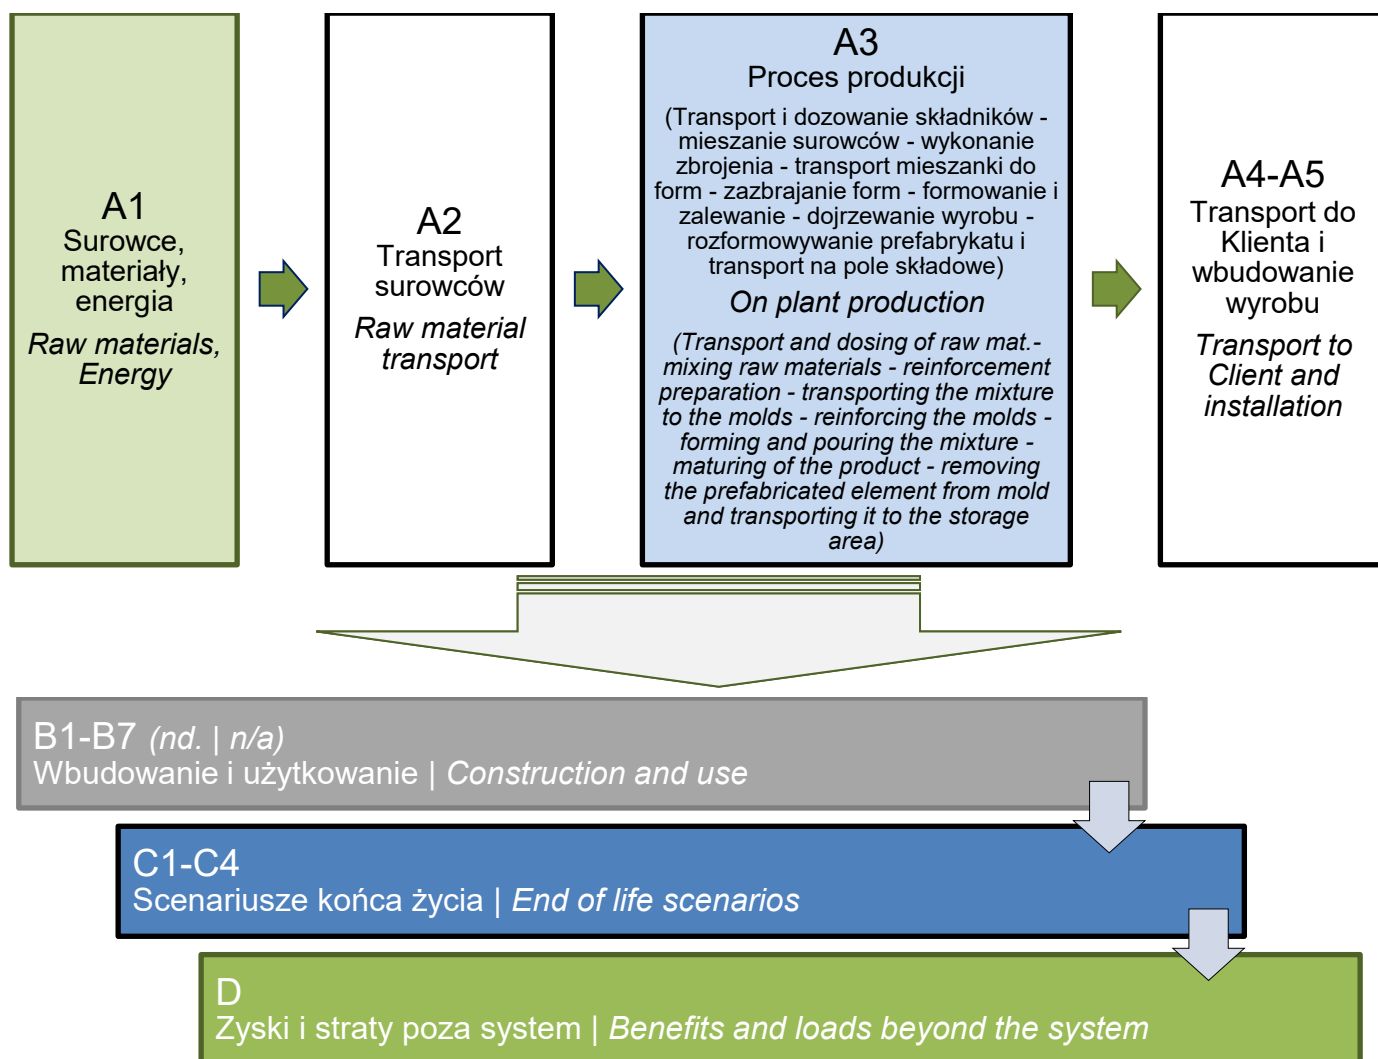 A1
Surowce,
materiały,
energia
Raw materials,
Energy
A2
Transport
surowców
Raw material
transport
A3
Proces produkcji
(Transport i dozowanie składników -
mieszanie surowców - wykonanie
zbrojenia - transport mieszanki do
form - zazbrajanie form - formowanie i
zalewanie - dojrzewanie wyrobu -
rozformowywanie prefabrykatu i
transport na pole składowe)
On plant production
(Transport and dosing of raw mat.-
mixing raw materials - reinforcement
preparation - transporting the mixture
to the molds - reinforcing the molds -
forming and pouring the mixture -
maturing of the product - removing
the prefabricated element from mold
and transporting it to the storage
area)
A4-A5
Transport do
Klienta i
wbudowanie
wyrobu
Transport to
Client and
installation
B1-B7 (nd. | n/a)
Wbudowanie i użytkowanie | Construction and use
C1-C4
Scenariusze końca życia | End of life scenarios
D
Zyski i straty poza system | Benefits and loads beyond the system